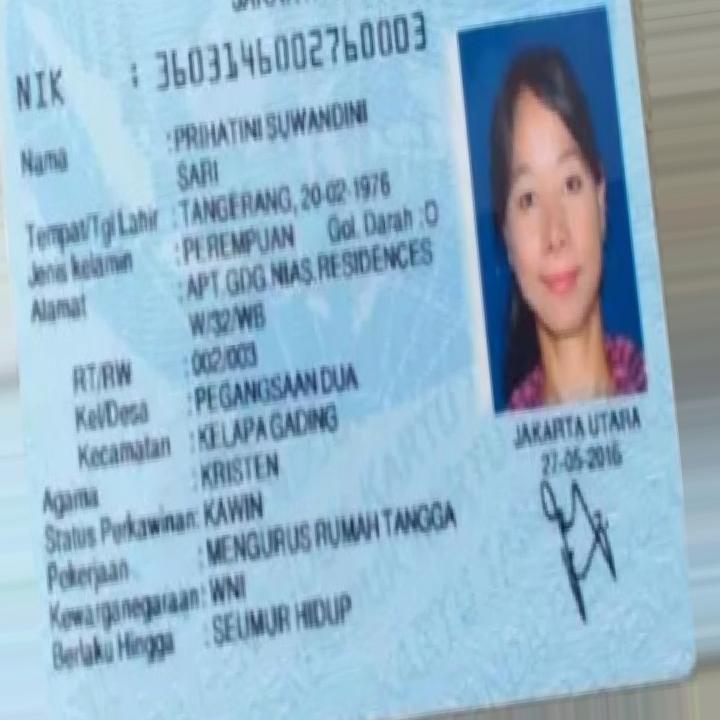 NIK : 3603146002760003
Nama : PRIHATINI SUWANDINI
SARI
Tempat/Tgl Lahir : TANGERANG, 20-02-1976
Jenis kelamin : PEREMPUAN Gol. Darah : O
Alamat : APT.GDG.NIAS.RESIDENCES
W/32/WB
RT/RW : 002/003
Kel/Desa : PEGANGSAAN DUA
Kecamatan : KELAPA GADING
Agama : KRISTEN
Status Perkawinan: KAWIN
Pekerjaan : MENGURUS RUMAH TANGGA
Kewarganegaraan: WNI
Berlaku Hingga : SEUMUR HIDUP
JAKARTA UTARA
27-05-2016